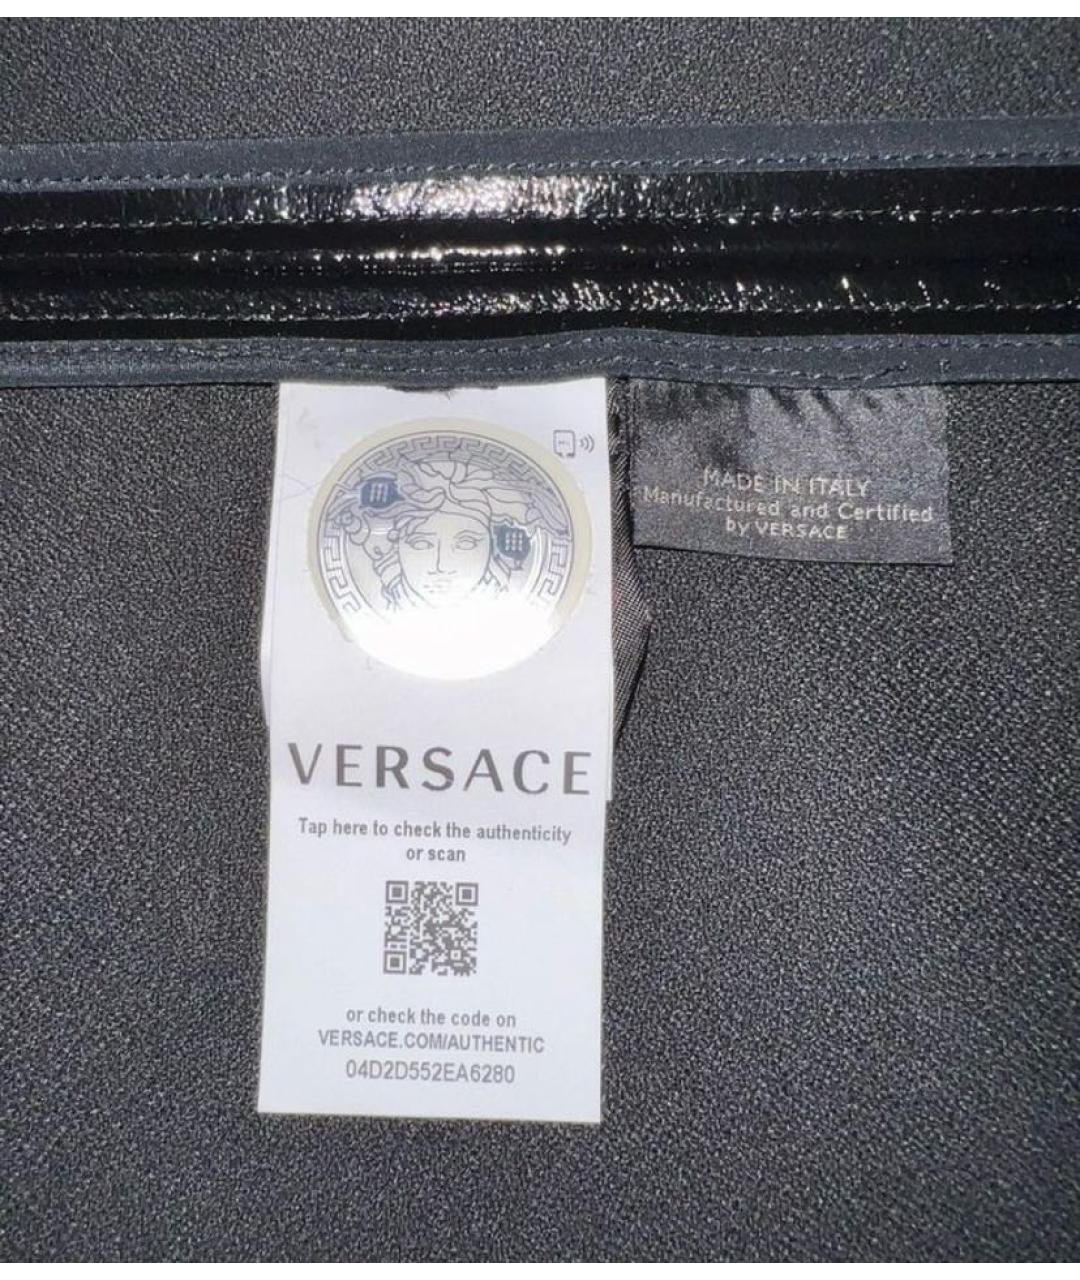 VERSACE
Tap here to check the authenticity
or scan
or check the code on
VERSACE.COM/AUTHENTIC
04D2D552EA6280
MADE IN ITALY
Manufactured and Certified
by VERSACE